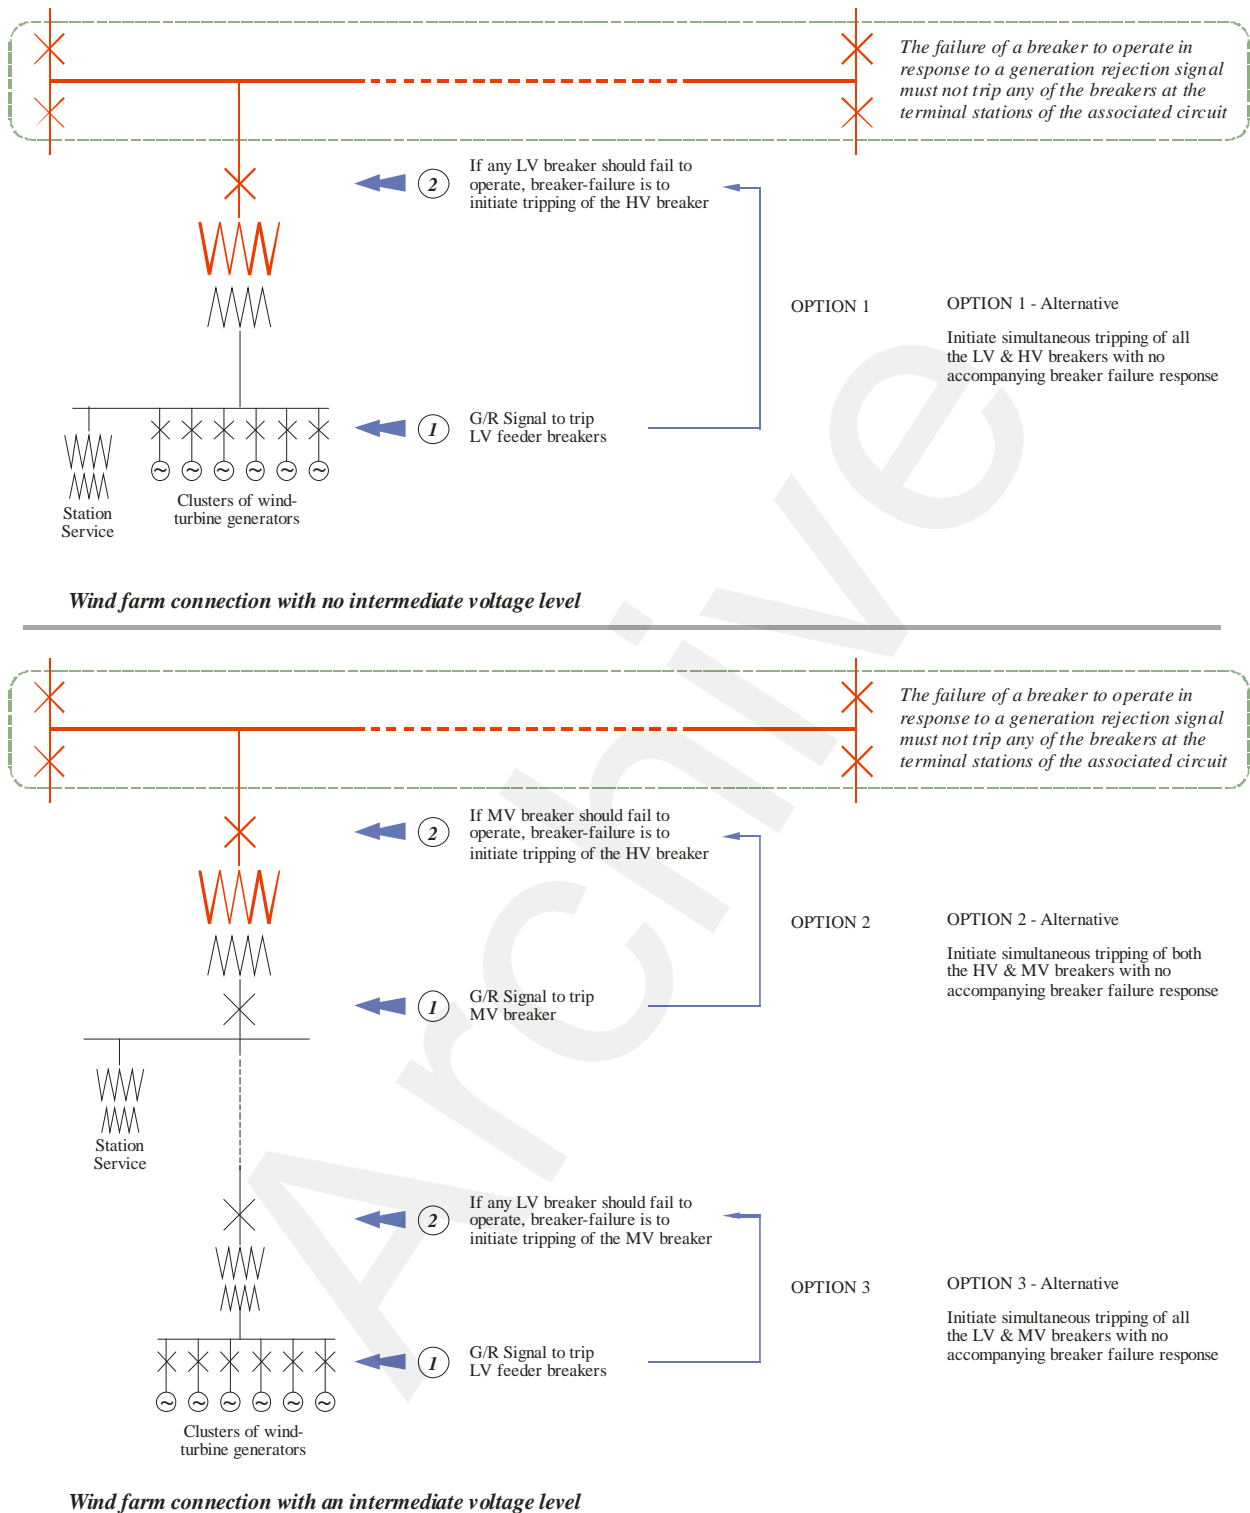 The failure of a breaker to operate in
response to a generation rejection signal
must not trip any of the breakers at the
terminal stations of the associated circuit
2
If any LV breaker should fail to
operate, breaker-failure is to
initiate tripping of the HV breaker
OPTION 1
OPTION 1 - Alternative
Initiate simultaneous tripping of all
the LV & HV breakers with no
accompanying breaker failure response
1
G/R Signal to trip
LV feeder breakers
Station
Service
Clusters of wind-
turbine generators
Wind farm connection with no intermediate voltage level
The failure of a breaker to operate in
response to a generation rejection signal
must not trip any of the breakers at the
terminal stations of the associated circuit
2
If MV breaker should fail to
operate, breaker-failure is to
initiate tripping of the HV breaker
OPTION 2
OPTION 2 - Alternative
Initiate simultaneous tripping of both
the HV & MV breakers with no
accompanying breaker failure response
1
G/R Signal to trip
MV breaker
Station
Service
2
If any LV breaker should fail to
operate, breaker-failure is to
initiate tripping of the MV breaker
OPTION 3
OPTION 3 - Alternative
Initiate simultaneous tripping of all
the LV & MV breakers with no
accompanying breaker failure response
1
G/R Signal to trip
LV feeder breakers
Clusters of wind-
turbine generators
Wind farm connection with an intermediate voltage level
Archive